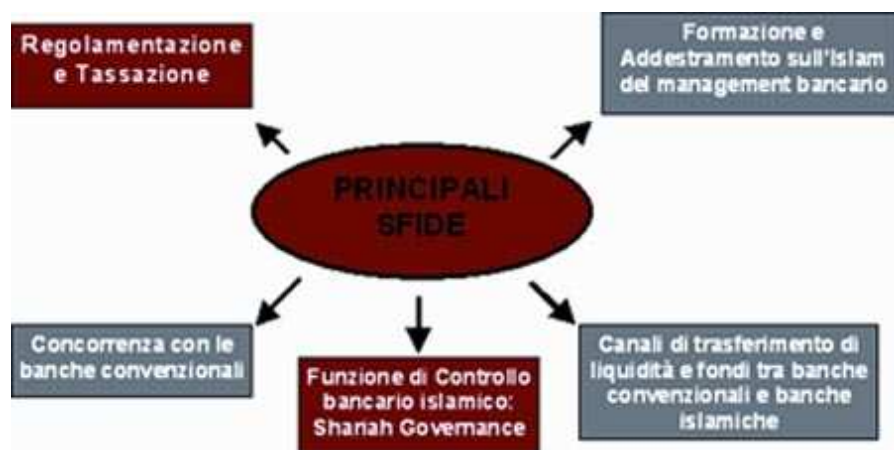 Regolamentazione
e Tassazione
Formazione e
Addestramento sull'Islam
del management bancario
PRINCIPALI
SFIDE
Concorrenza con le
banche convenzionali
Funzione di Controllo
bancario islamico:
Shariah Governance
Canali di trasferimento di
liquidità e fondi tra banche
convenzionali e banche
islamiche